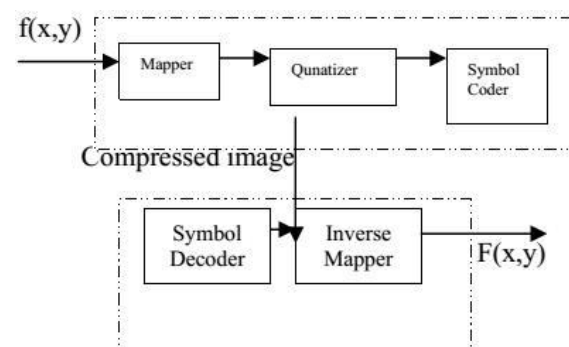 f(x,y)
Mapper
Qunatizer
Symbol
Coder
Compressed image
Symbol
Decoder
Inverse
Mapper
F(x,y)